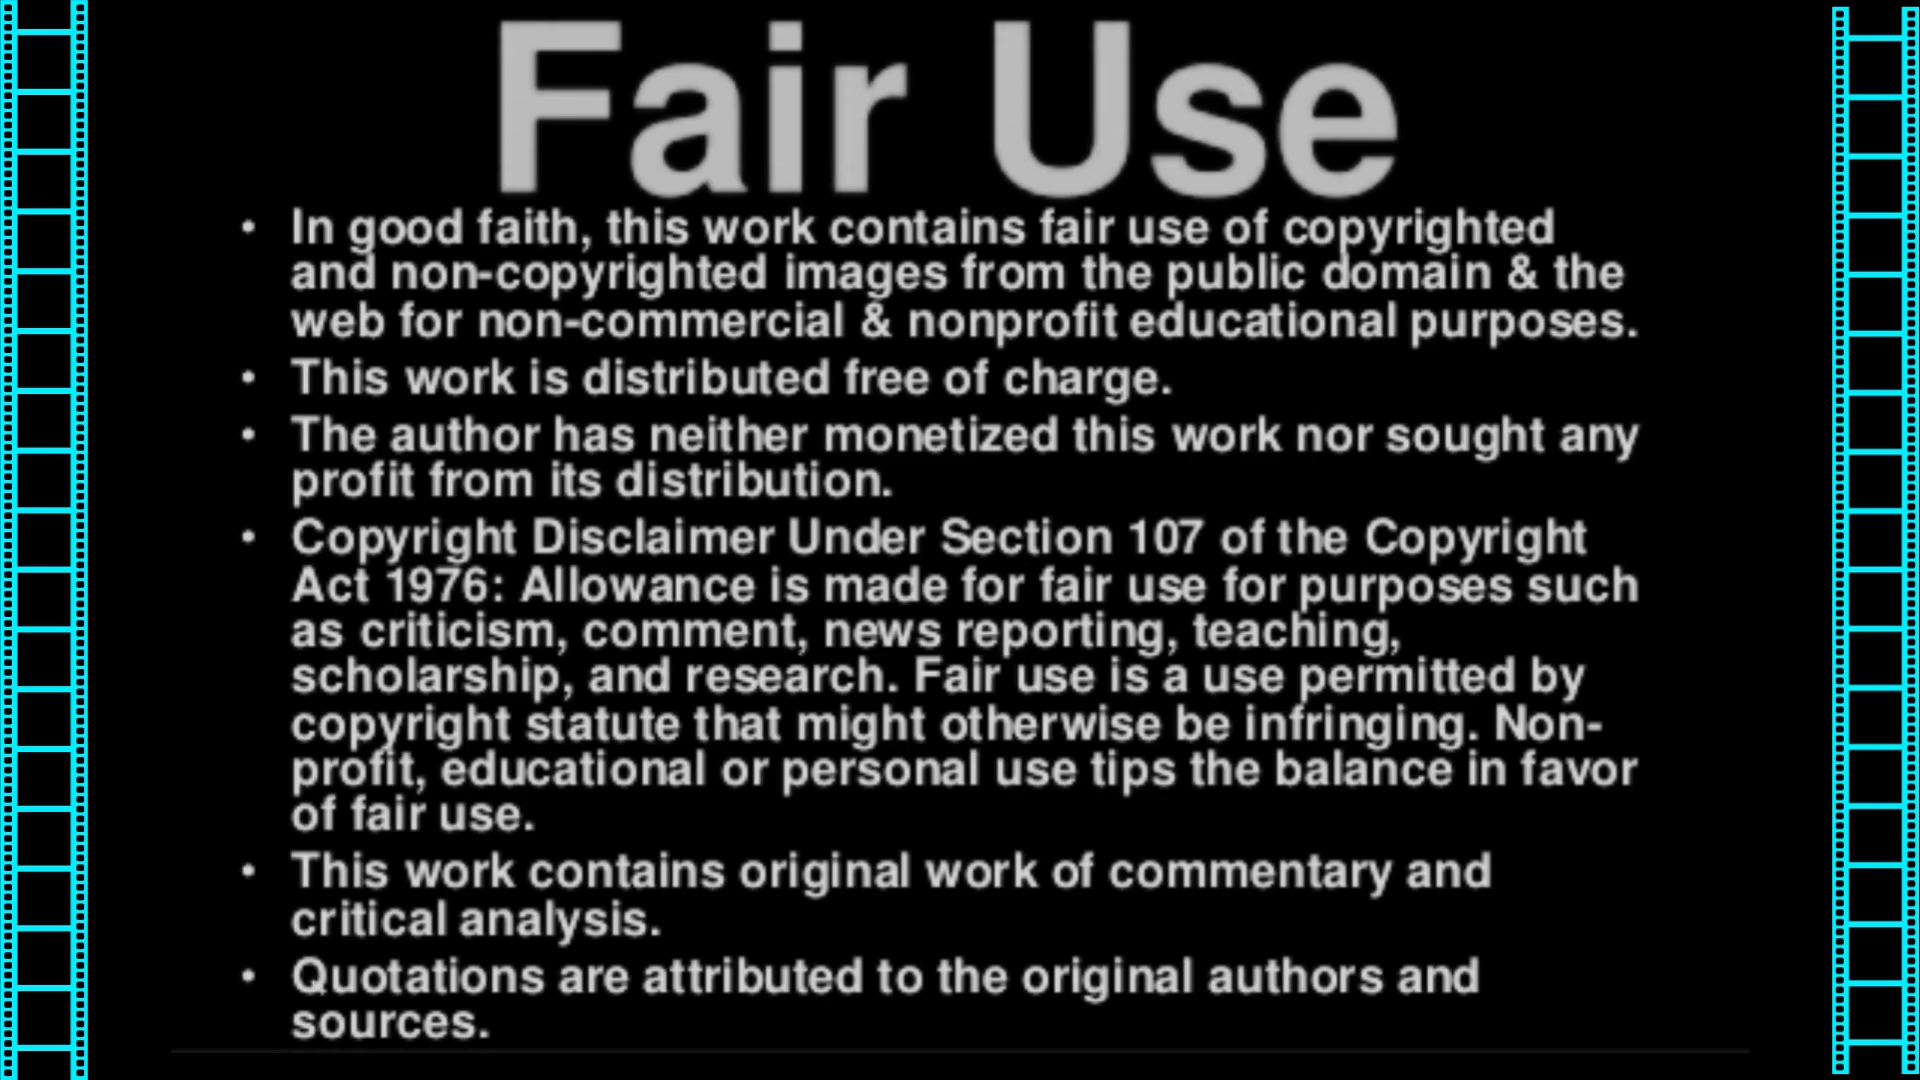 Fair Use
• In good faith, this work contains fair use of copyrighted
and non-copyrighted images from the public domain & the
web for non-commercial & nonprofit educational purposes.
• This work is distributed free of charge.
• The author has neither monetized this work nor sought any
profit from its distribution.
• Copyright Disclaimer Under Section 107 of the Copyright
Act 1976: Allowance is made for fair use for purposes such
as criticism, comment, news reporting, teaching,
scholarship, and research. Fair use is a use permitted by
copyright statute that might otherwise be infringing. Non-
profit, educational or personal use tips the balance in favor
of fair use.
• This work contains original work of commentary and
critical analysis.
• Quotations are attributed to the original authors and
sources.